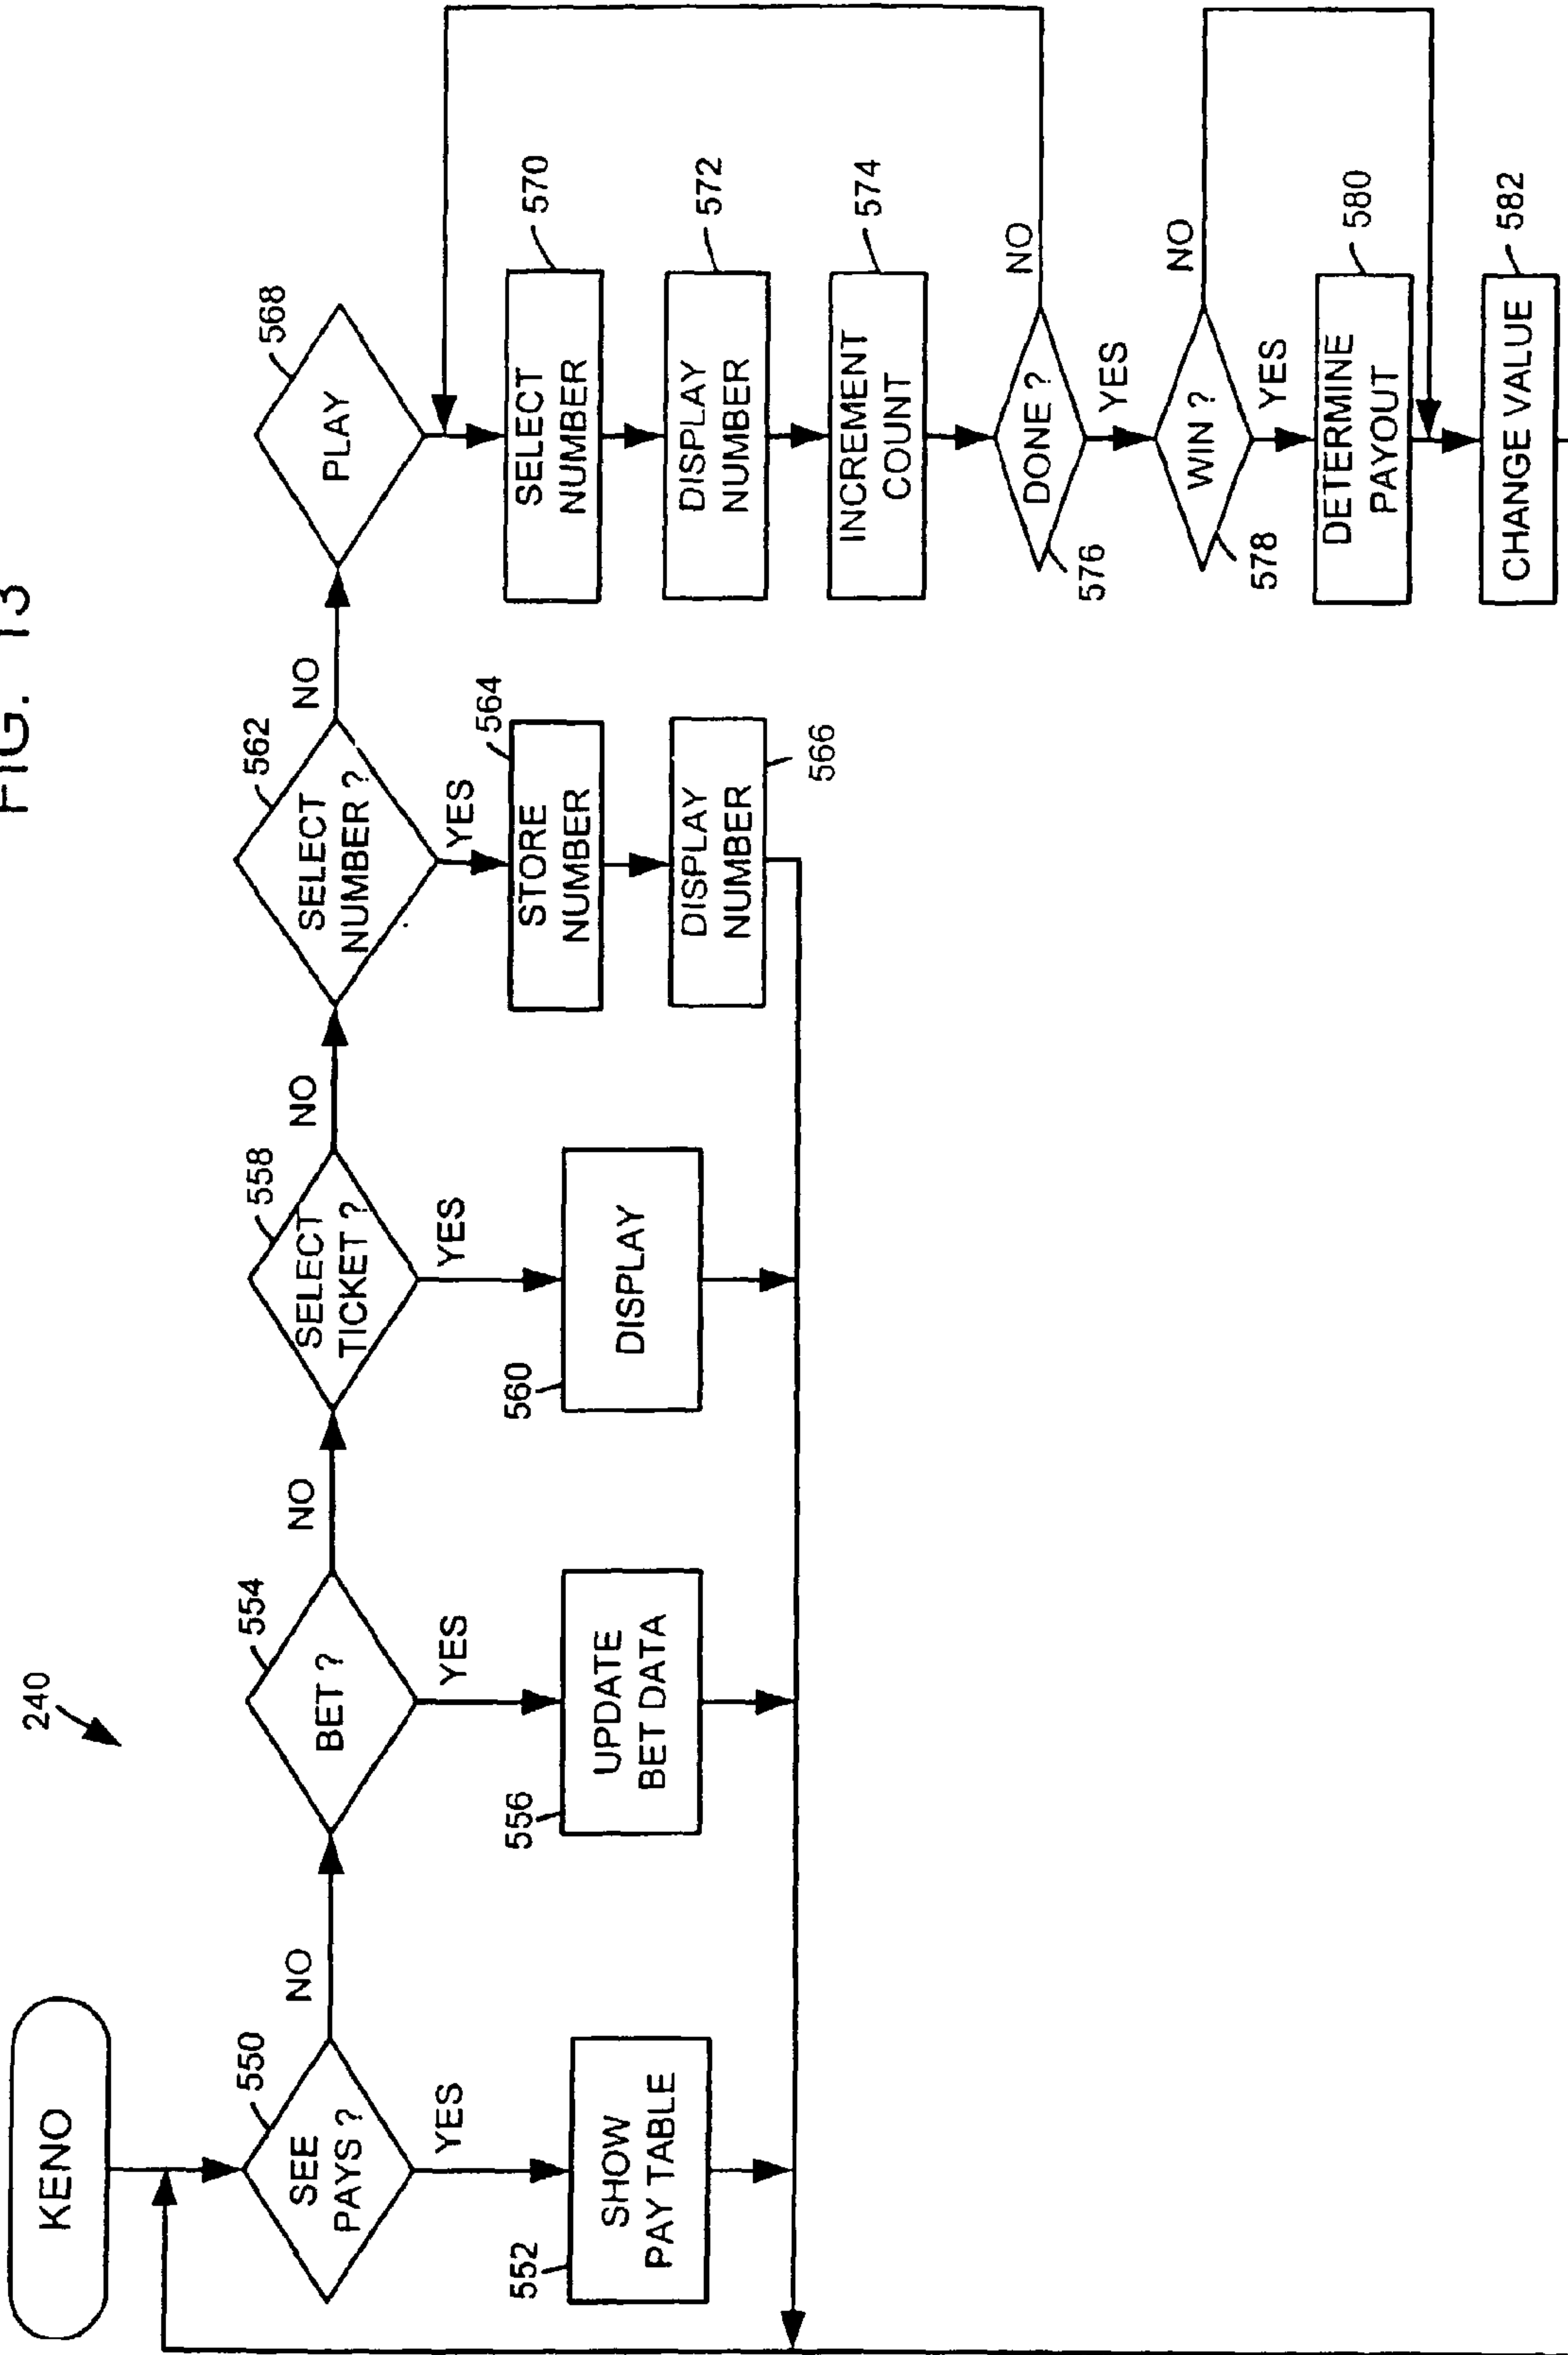 FIG. 13
240
KENO
550
SEE
PAYS ?
NO
YES
552
SHOW
PAY TABLE
554
BET ?
NO
YES
556
UPDATE
BET DATA
558
SELECT
TICKET ?
NO
YES
560
DISPLAY
562
SELECT
NUMBER ?
NO
YES
564
STORE
NUMBER
566
DISPLAY
NUMBER
568
PLAY
570
SELECT
NUMBER
572
DISPLAY
NUMBER
574
INCREMENT
COUNT
576
DONE ?
NO
YES
578
WIN ?
NO
YES
580
DETERMINE
PAYOUT
582
CHANGE VALUE